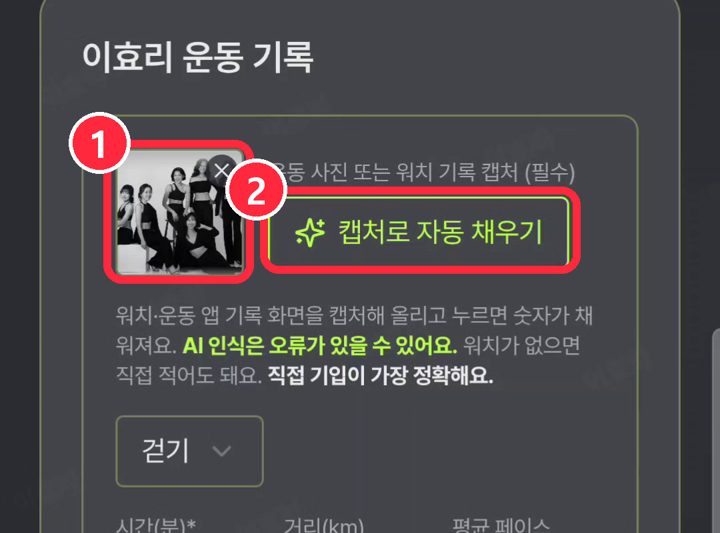 이효리 운동 기록
1
2
운동 사진 또는 워치 기록 캡처 (필수)
캡처로 자동 채우기
워치·운동 앱 기록 화면을 캡처해 올리고 누르면 숫자가 채
워져요. AI 인식은 오류가 있을 수 있어요. 워치가 없으면
직접 적어도 돼요. 직접 기입이 가장 정확해요.
걷기
시간(분)* 거리(km) 평균 페이스